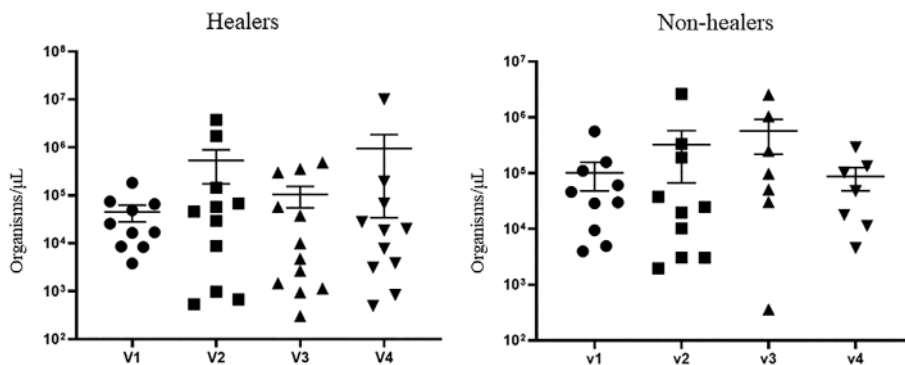 Healers
Organisms/μL
10⁸
10⁷
10⁶
10⁵
10⁴
10³
10²
V1 V2 V3 V4
Non-healers
Organisms/μL
10⁷
10⁶
10⁵
10⁴
10³
10²
v1 v2 v3 v4